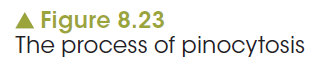 ▲ Figure 8.23
The process of pinocytosis